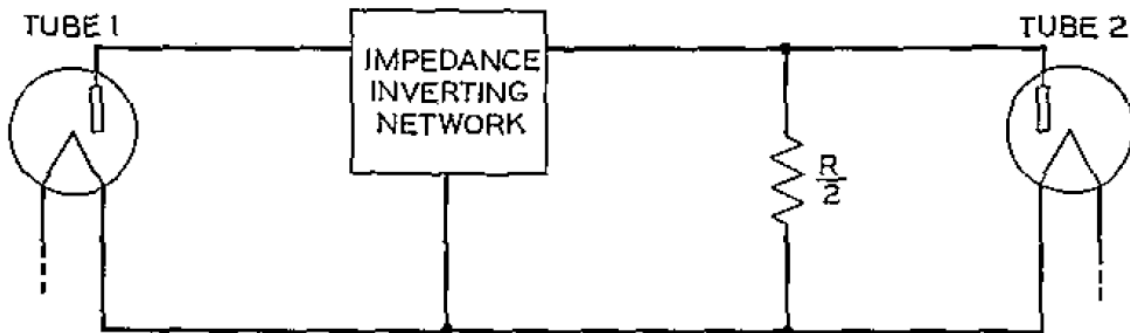 TUBE 1
IMPEDANCE
INVERTING
NETWORK
TUBE 2
R
2